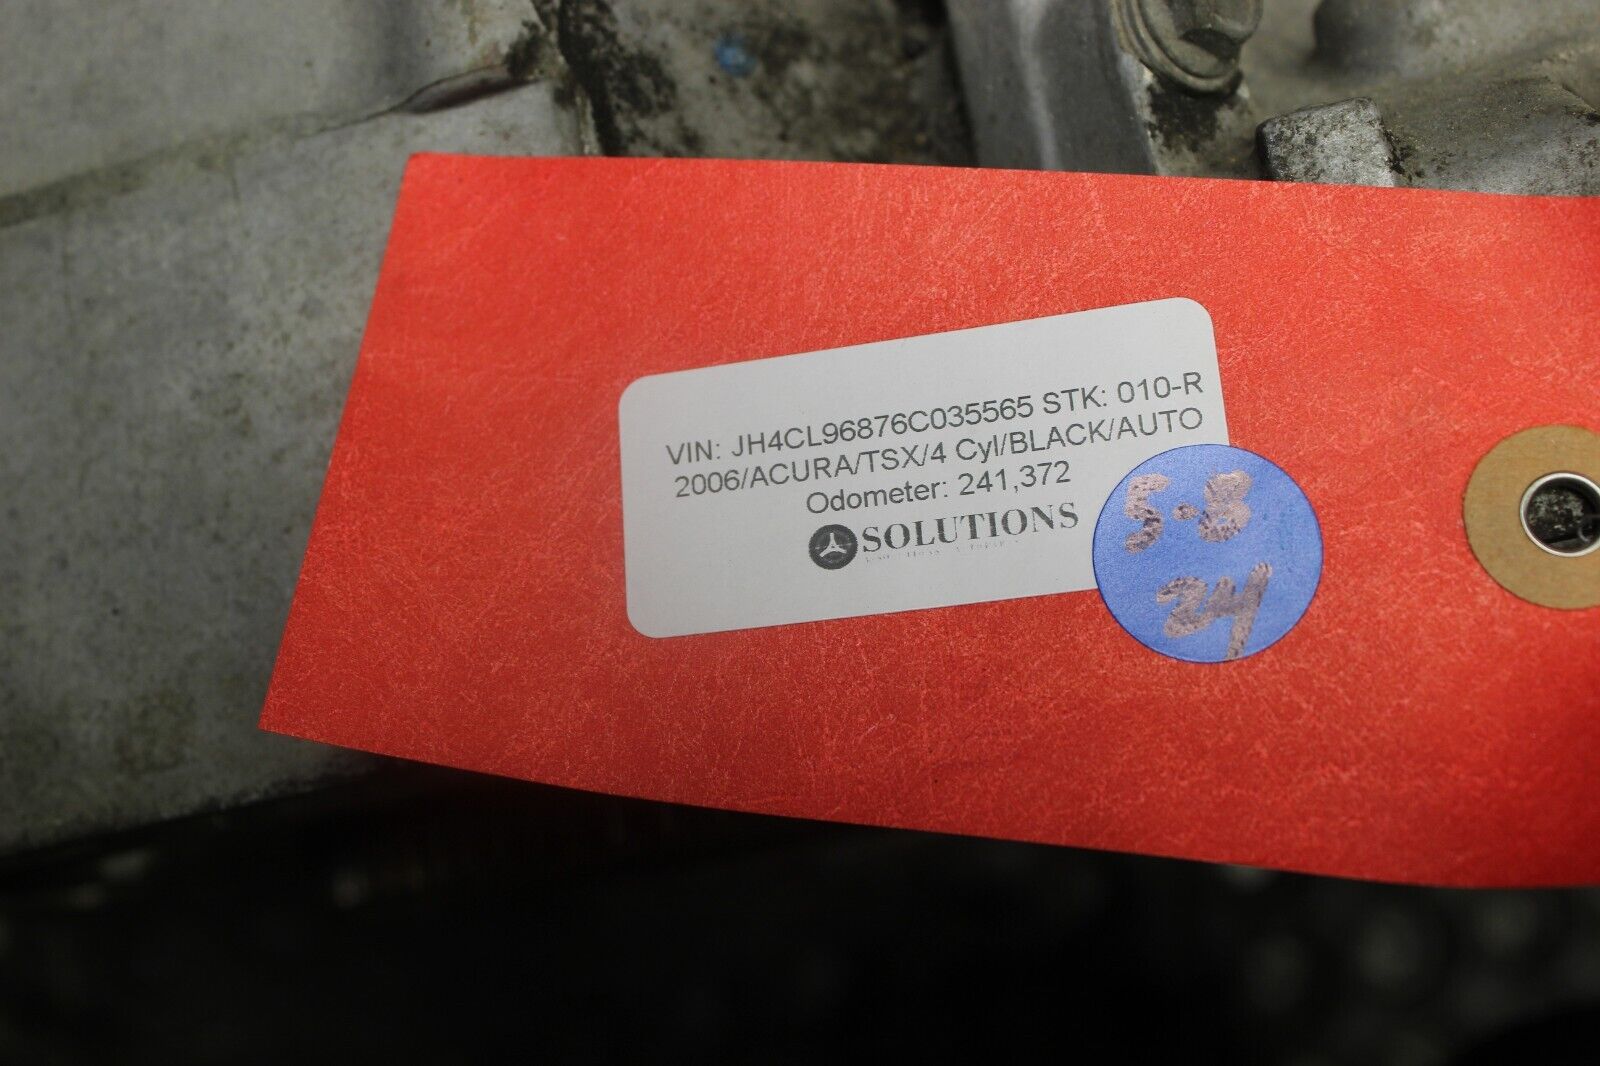 VIN: JH4CL96876C035565 STK: 010-R
2006/ACURA/TSX/4 Cyl/BLACK/AUTO
Odometer: 241,372
SOLUTIONS
5-8
24